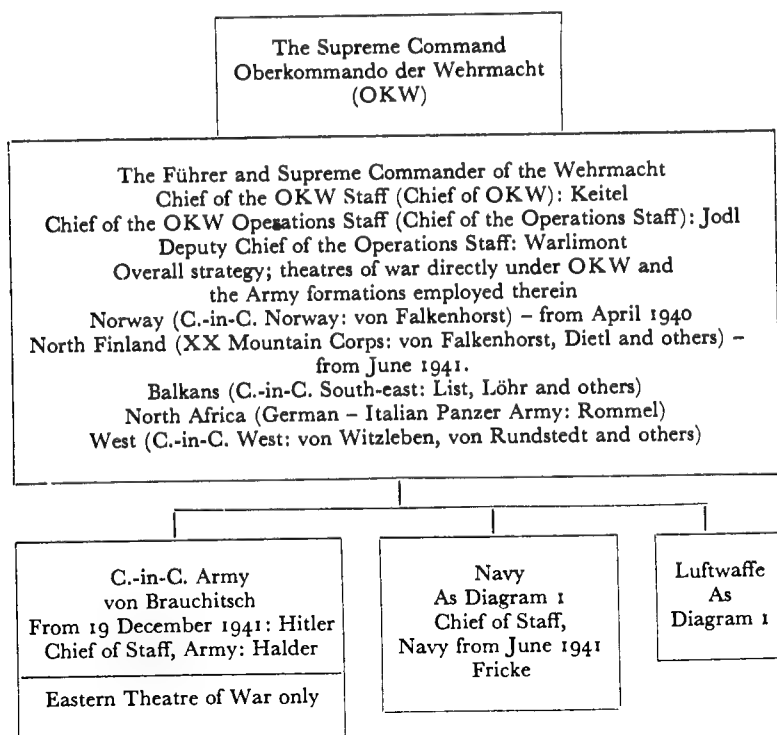 The Supreme Command
Oberkommando der Wehrmacht
(OKW)
The Führer and Supreme Commander of the Wehrmacht
Chief of the OKW Staff (Chief of OKW): Keitel
Chief of the OKW Operations Staff (Chief of the Operations Staff): Jodl
Deputy Chief of the Operations Staff: Warlimont
Overall strategy; theatres of war directly under OKW and
the Army formations employed therein
Norway (C.-in-C. Norway: von Falkenhorst) – from April 1940
North Finland (XX Mountain Corps: von Falkenhorst, Dietl and others) –
from June 1941.
Balkans (C.-in-C. South-east: List, Löhr and others)
North Africa (German – Italian Panzer Army: Rommel)
West (C.-in-C. West: von Witzleben, von Rundstedt and others)
C.-in-C. Army
von Brauchitsch
From 19 December 1941: Hitler
Chief of Staff, Army: Halder
Eastern Theatre of War only
Navy
As Diagram 1
Chief of Staff,
Navy from June 1941
Fricke
Luftwaffe
As
Diagram 1